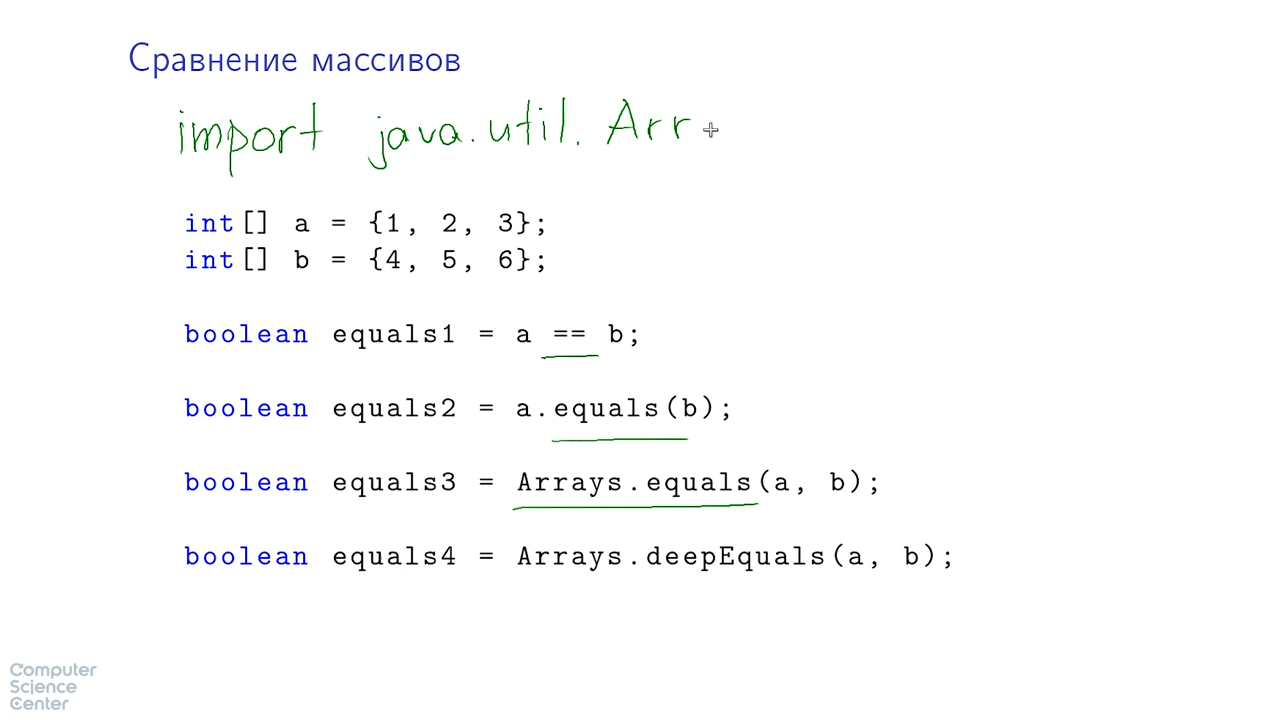 Сравнение массивов
import java.util.Arr
int[] a = {1, 2, 3};
int[] b = {4, 5, 6};
boolean equals1 = a == b;
boolean equals2 = a.equals(b);
boolean equals3 = Arrays.equals(a, b);
boolean equals4 = Arrays.deepEquals(a, b);
Computer
Science
Center